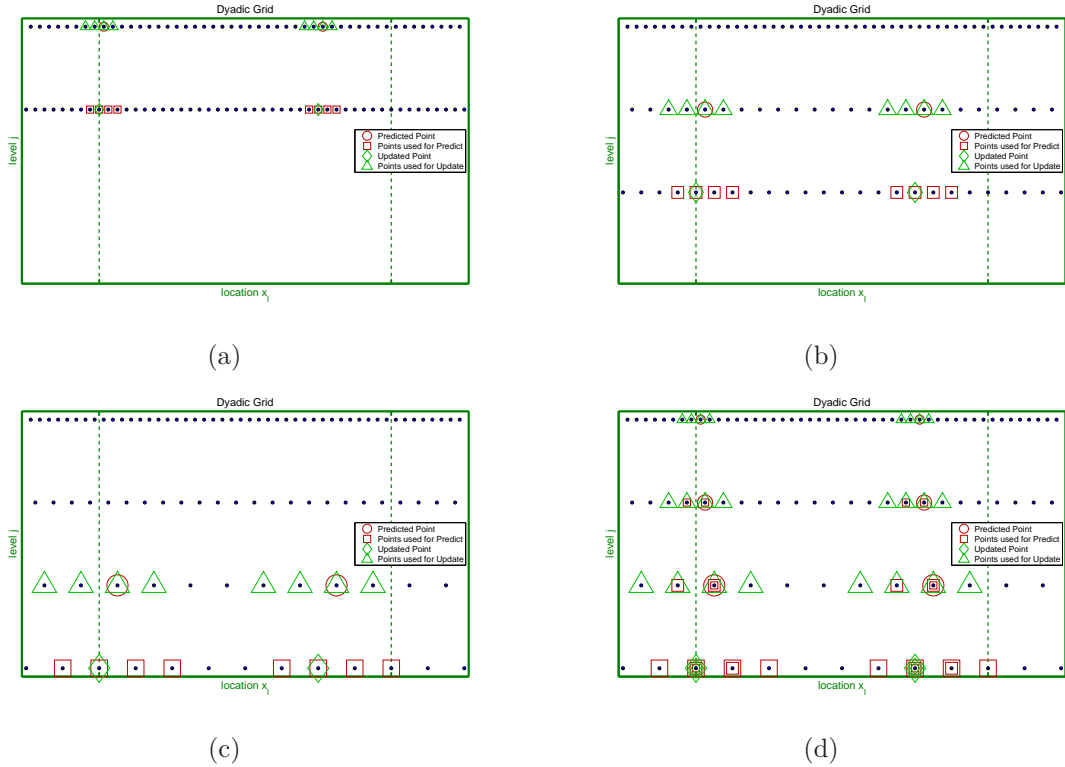 Dyadic Grid
level j
Predicted Point
Points used for Predict
Updated Point
Points used for Update
location x_l
(a)
Dyadic Grid
level j
Predicted Point
Points used for Predict
Updated Point
Points used for Update
location x_l
(b)
Dyadic Grid
level j
Predicted Point
Points used for Predict
Updated Point
Points used for Update
location x_l
(c)
Dyadic Grid
level j
Predicted Point
Points used for Predict
Updated Point
Points used for Update
location x_l
(d)